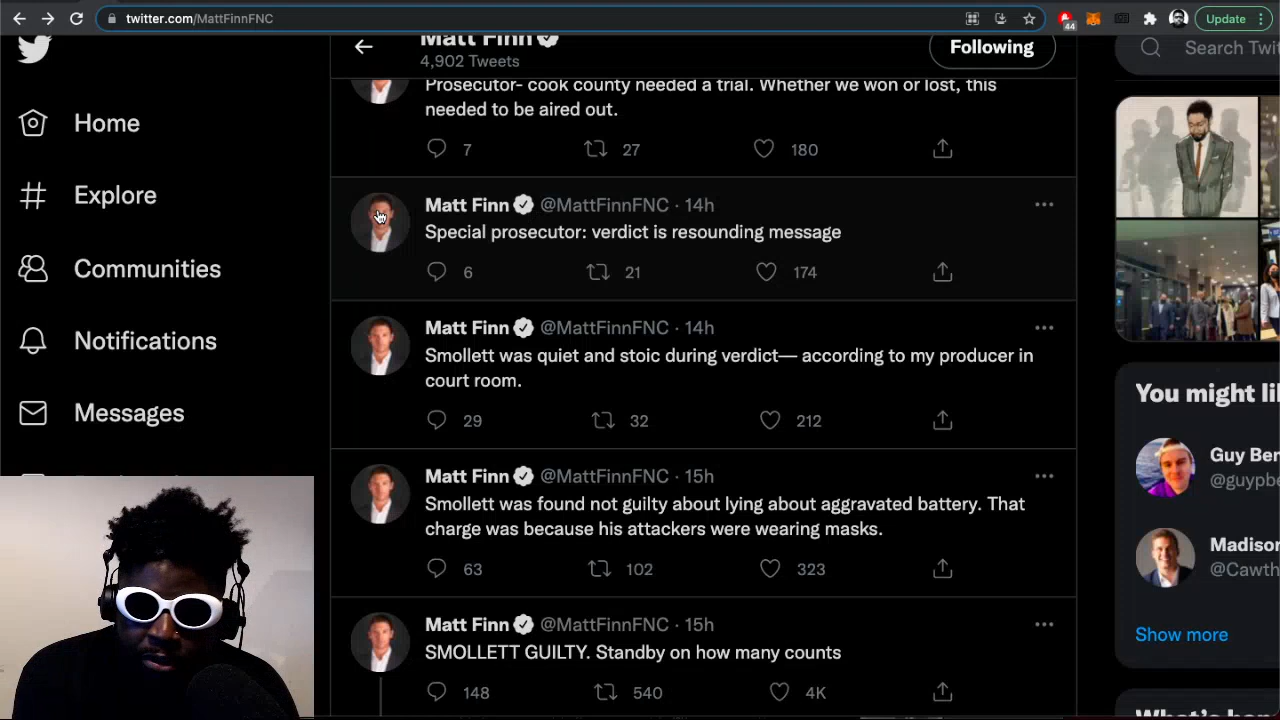 twitter.com/MattFinnFNC
44
Update
Matt Finn
4,902 Tweets
Following
Search Twit
Home
Explore
Communities
Notifications
Messages
Prosecutor- cook county needed a trial. Whether we won or lost, this
needed to be aired out.
7 27 180
Matt Finn @MattFinnFNC · 14h
Special prosecutor: verdict is resounding message
6 21 174
Matt Finn @MattFinnFNC · 14h
Smollett was quiet and stoic during verdict— according to my producer in
court room.
29 32 212
Matt Finn @MattFinnFNC · 15h
Smollett was found not guilty about lying about aggravated battery. That
charge was because his attackers were wearing masks.
63 102 323
Matt Finn @MattFinnFNC · 15h
SMOLLETT GUILTY. Standby on how many counts
148 540 4K
You might li
Guy Ben
@guypbe
Madison
@Cawth
Show more
What's hap